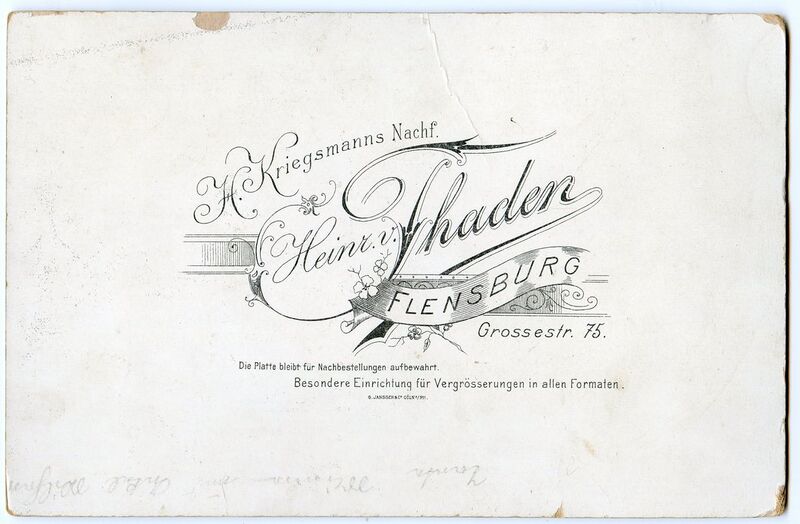 H. Kriegsmanns Nachf.
Heinr. v. Thaden
FLENSBURG
Grossestr. 75.
Die Platte bleibt für Nachbestellungen aufbewahrt.
Besondere Einrichtung für Vergrösserungen in allen Formaten.